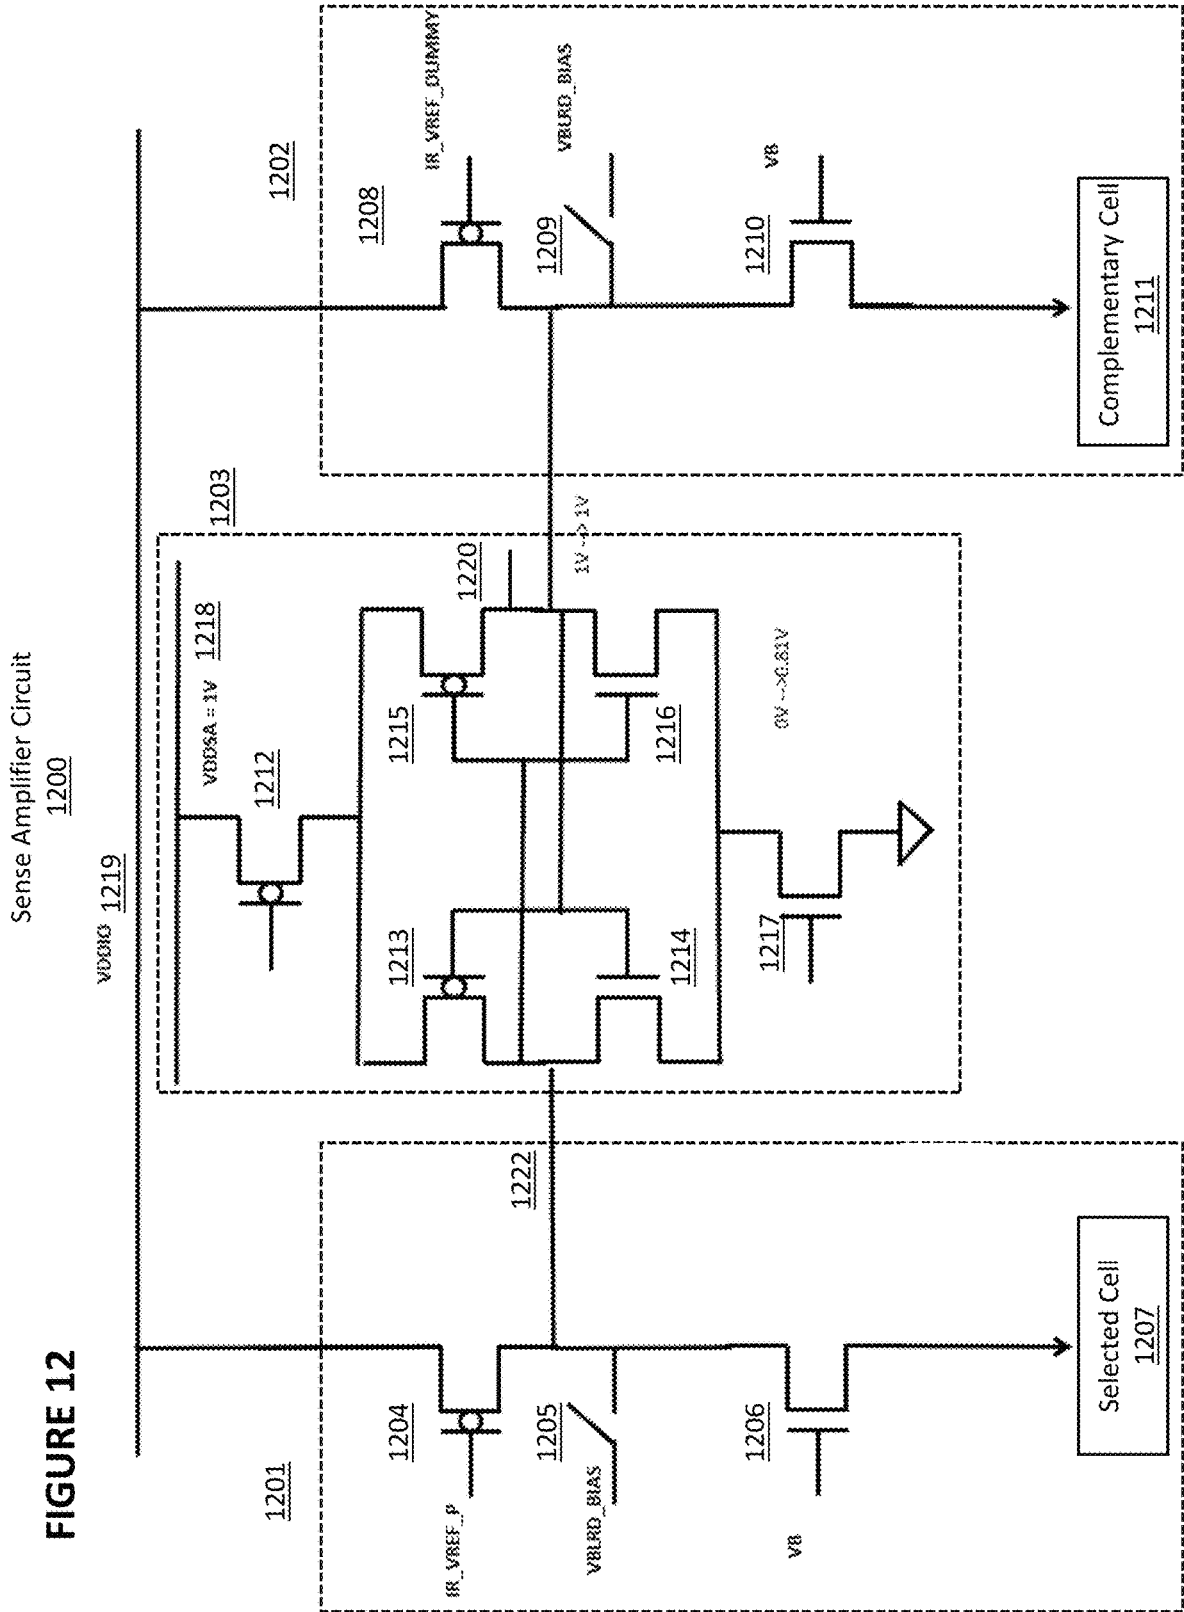 FIGURE 12
Sense Amplifier Circuit
1200
VDDIO 1219
1201
1204
IR_VREF_P
1205
VBLRD_BIAS
1206
VB
Selected Cell
1207
1222
1203
VDDSA = 1V 1218
1212
1213
1214
1215
1216
1220
1V --> 1V
0V -->0.81V
1217
1202
1208
IR_VREF_DUMMY
1209
VBLRD_BIAS
1210
VB
Complementary Cell
1211